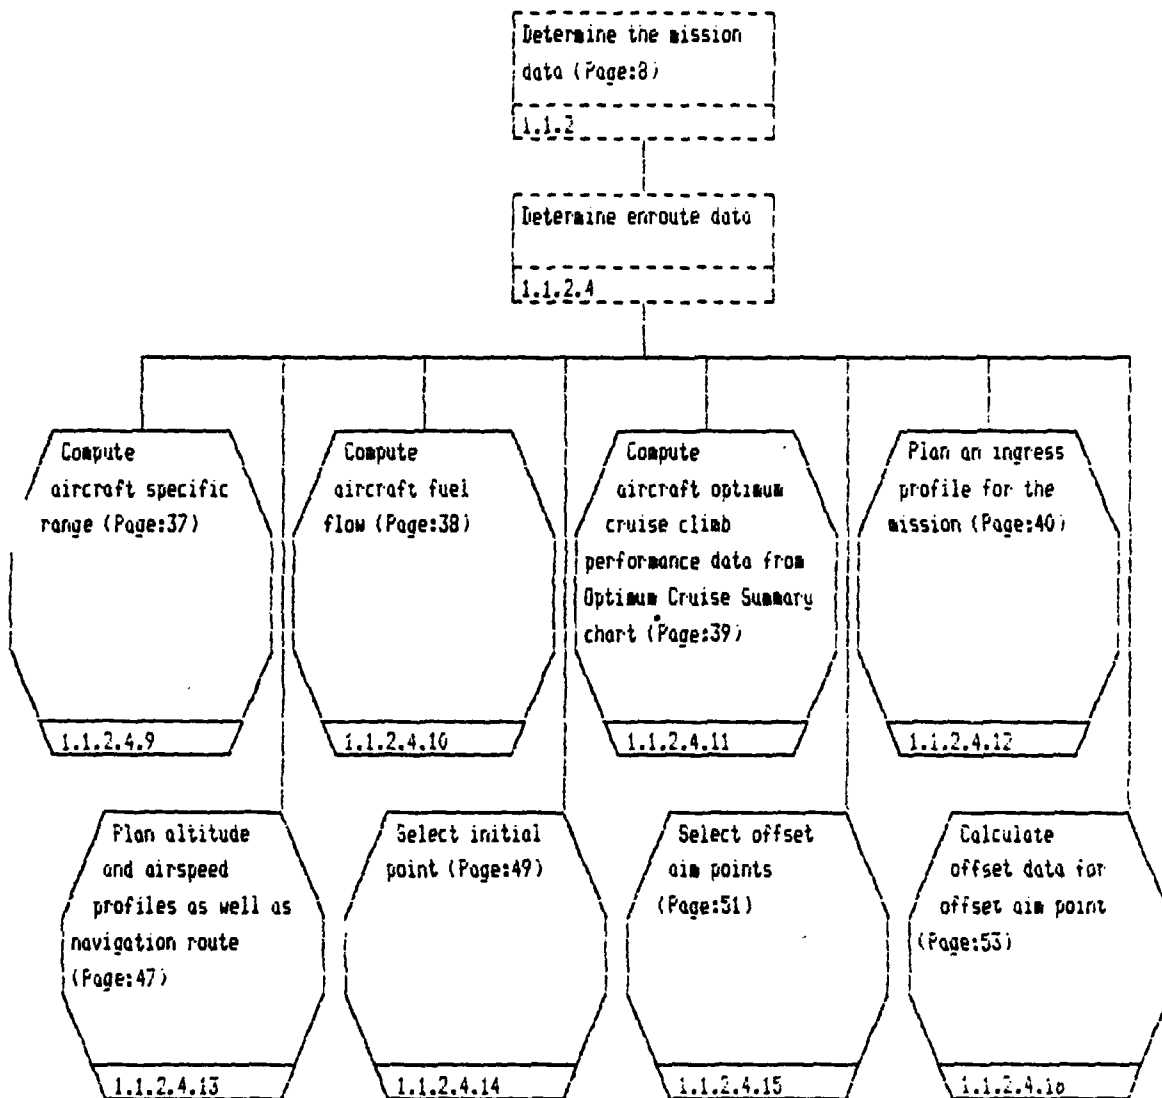 Determine the mission
data (Page:8)
1.1.2
Determine enroute data
1.1.2.4
Compute
aircraft specific
range (Page:37)
1.1.2.4.9
Compute
aircraft fuel
flow (Page:38)
1.1.2.4.10
Compute
aircraft optimum
cruise climb
performance data from
Optimum Cruise Summary
chart (Page:39)
1.1.2.4.11
Plan an ingress
profile for the
mission (Page:40)
1.1.2.4.12
Plan altitude
and airspeed
profiles as well as
navigation route
(Page:47)
1.1.2.4.13
Select initial
point (Page:49)
1.1.2.4.14
Select offset
aim points
(Page:51)
1.1.2.4.15
Calculate
offset data for
offset aim point
(Page:53)
1.1.2.4.16